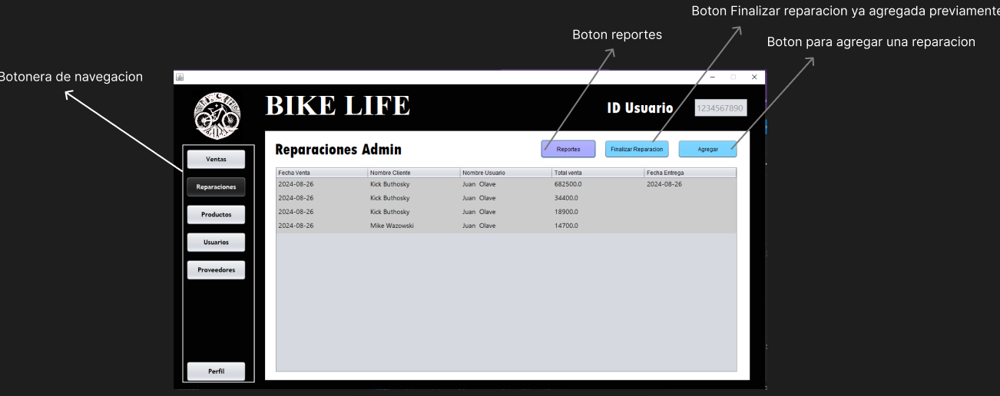 Boton Finalizar reparacion ya agregada previamente
Boton reportes
Boton para agregar una reparacion
Botonera de navegacion
BIKE LIFE
ID Usuario
1234567890
Reparaciones Admin
Reportes
Finalizar Reparacion
Agregar
Ventas
Reparaciones
Productos
Usuarios
Proveedores
Perfil
Fecha Venta Nombre Cliente Nombre Usuario Total venta Fecha Entrega
2024-08-26 Kick Buthosky Juan Olave 682500.0 2024-08-26
2024-08-26 Kick Buthosky Juan Olave 34400.0
2024-08-26 Kick Buthosky Juan Olave 18900.0
2024-08-26 Mike Wazowski Juan Olave 14700.0